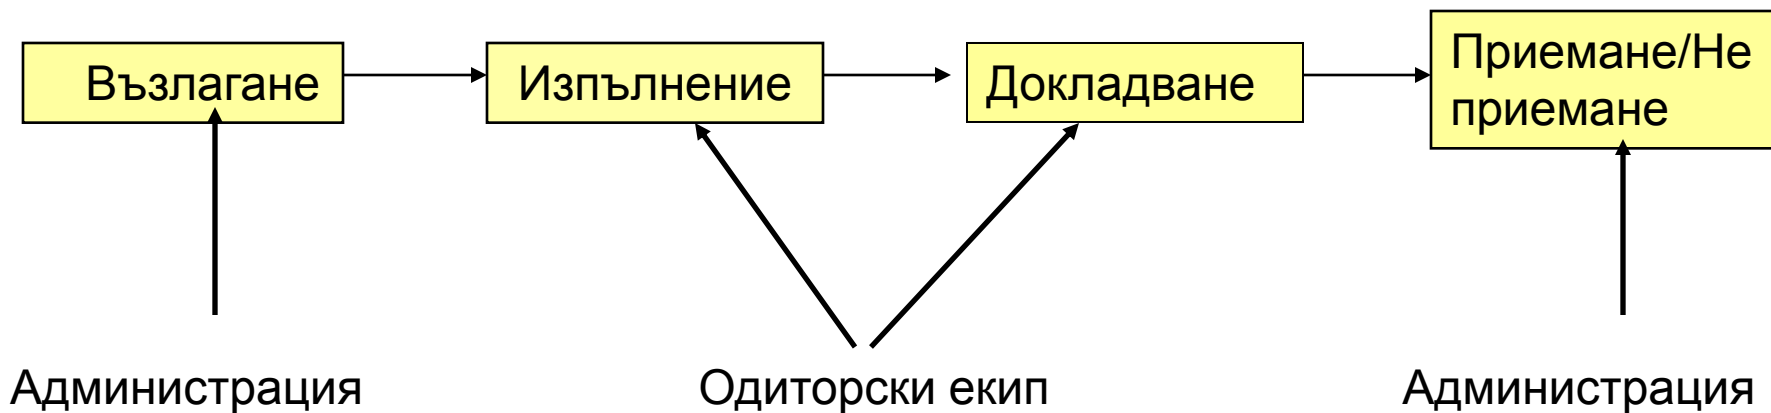 Възлагане
Изпълнение
Докладване
Приемане/Не
приемане
Администрация
Одиторски екип
Администрация